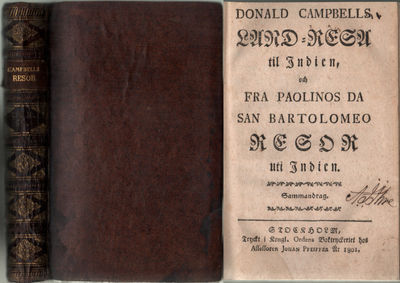 CAMPBELLS
RESOR
DONALD CAMPBELLS
LAND-RESA
til Indien,
och
FRA PAOLINOS DA
SAN BARTOLOMEO
RESOR
uti Indien.
Sammandrag.
STOCKHOLM,
Tryckt i Kongl. Ordens Boktryckeriet hos
Assessoren JOHAN PFEIFFER År 1801.